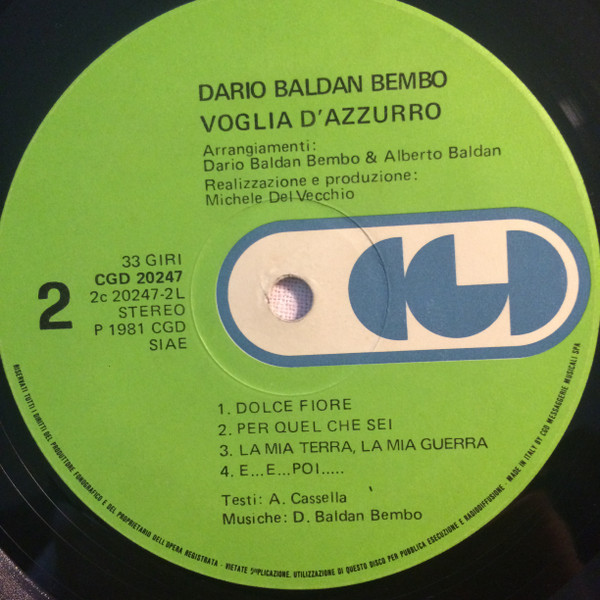 DARIO BALDAN BEMBO
VOGLIA D'AZZURRO
Arrangiamenti:
Dario Baldan Bembo & Alberto Baldan
Realizzazione e produzione:
Michele Del Vecchio
33 GIRI
CGD 20247
2c 20247-2L
STEREO
P 1981 CGD
SIAE
2
CGD
1. DOLCE FIORE
2. PER QUEL CHE SEI
3. LA MIA TERRA, LA MIA GUERRA
4. E...E...POI.....
Testi: A. Cassella
Musiche: D. Baldan Bembo
RISERVATI TUTTI I DIRITTI DEL PRODUTTORE FONOGRAFICO E DEL PROPRIETARIO DELL'OPERA REGISTRATA - VIETATE DUPLICAZIONE, UTILIZZAZIONE DI QUESTO DISCO PER PUBBLICA ESECUZIONE E RADIODIFFUSIONE. - MADE IN ITALY BY CGD MESSAGGERIE MUSICALI SPA